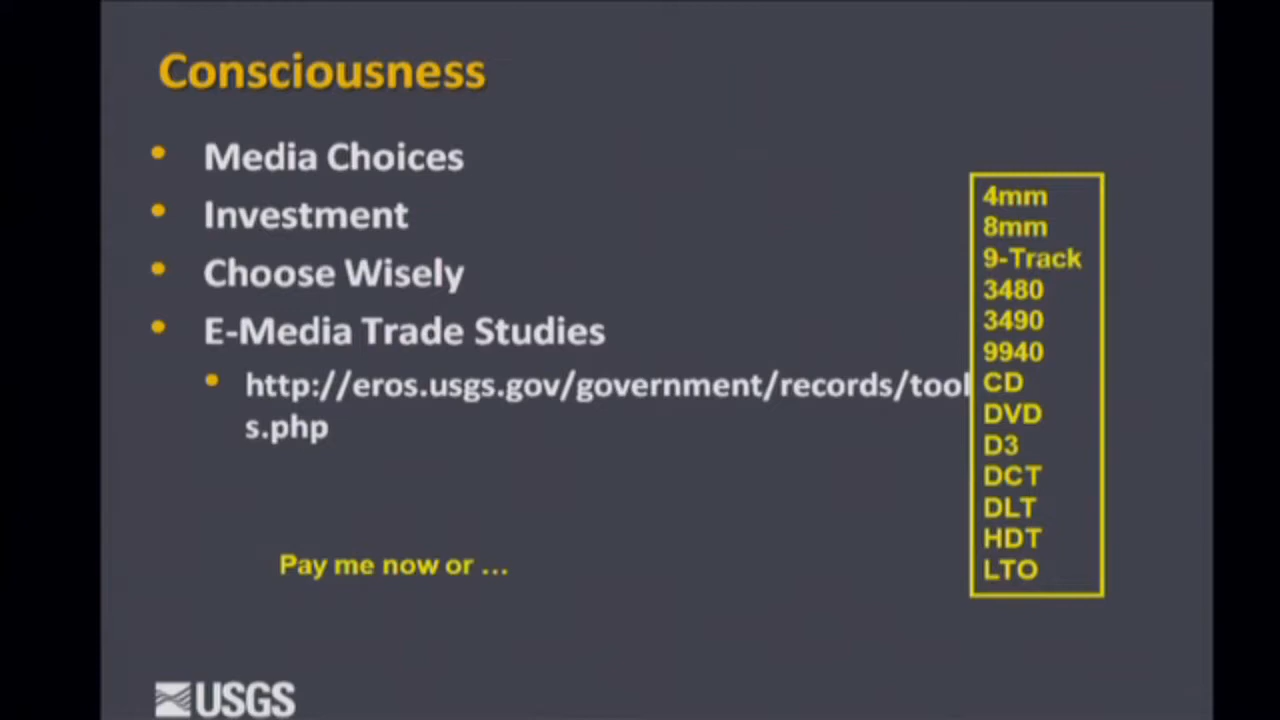 Consciousness
Media Choices
Investment
Choose Wisely
E-Media Trade Studies
http://eros.usgs.gov/government/records/tool
s.php
4mm
8mm
9-Track
3480
3490
9940
CD
DVD
D3
DCT
DLT
HDT
LTO
Pay me now or …
USGS